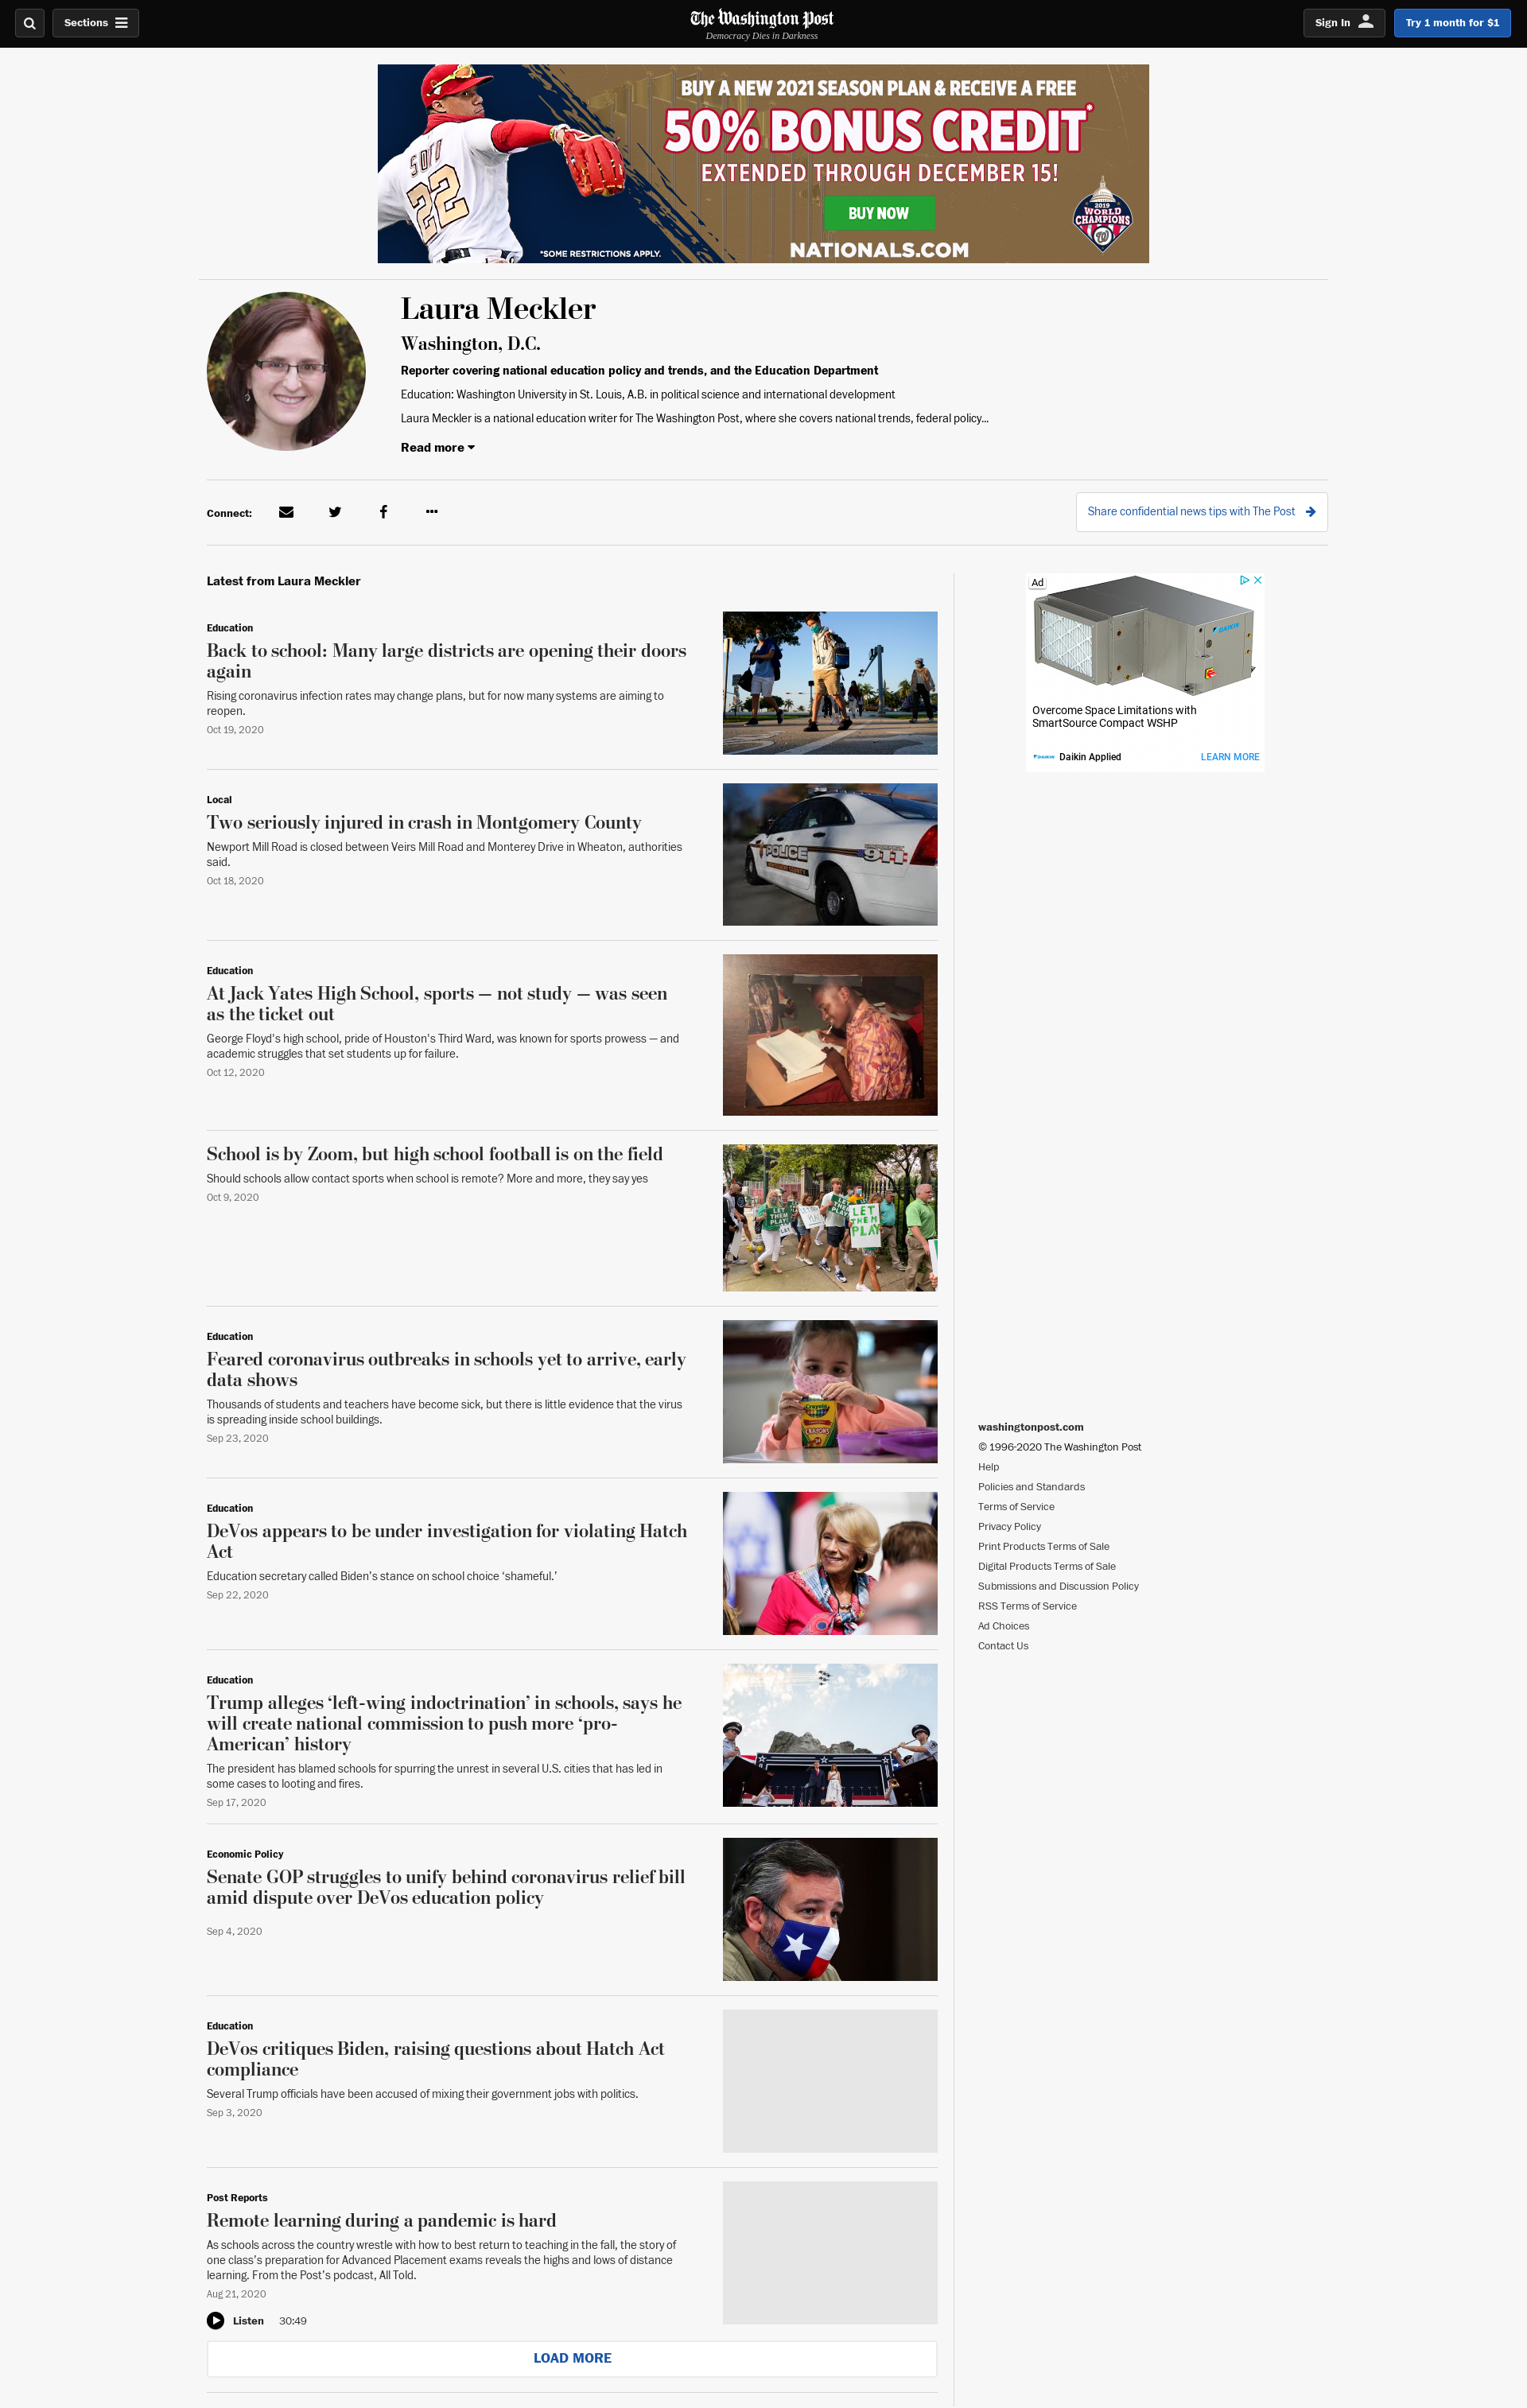 Sections
The Washington Post
Democracy Dies in Darkness
Sign In
Try 1 month for $1
BUY A NEW 2021 SEASON PLAN & RECEIVE A FREE
50% BONUS CREDIT*
EXTENDED THROUGH DECEMBER 15!
BUY NOW
*SOME RESTRICTIONS APPLY.
NATIONALS.COM
SOTO
22
2019
WORLD
CHAMPIONS
W
Laura Meckler
Washington, D.C.
Reporter covering national education policy and trends, and the Education Department
Education: Washington University in St. Louis, A.B. in political science and international development
Laura Meckler is a national education writer for The Washington Post, where she covers national trends, federal policy...
Read more
Connect:
Share confidential news tips with The Post
Latest from Laura Meckler
Education
Back to school: Many large districts are opening their doors
again
Rising coronavirus infection rates may change plans, but for now many systems are aiming to
reopen.
Oct 19, 2020
Local
Two seriously injured in crash in Montgomery County
Newport Mill Road is closed between Veirs Mill Road and Monterey Drive in Wheaton, authorities
said.
Oct 18, 2020
POLICE
911
Education
At Jack Yates High School, sports — not study — was seen
as the ticket out
George Floyd's high school, pride of Houston's Third Ward, was known for sports prowess — and
academic struggles that set students up for failure.
Oct 12, 2020
School is by Zoom, but high school football is on the field
Should schools allow contact sports when school is remote? More and more, they say yes
Oct 9, 2020
LET
THEM
PLAY
LET
THEM
PLAY
Education
Feared coronavirus outbreaks in schools yet to arrive, early
data shows
Thousands of students and teachers have become sick, but there is little evidence that the virus
is spreading inside school buildings.
Sep 23, 2020
Crayola
CRAYONS
Education
DeVos appears to be under investigation for violating Hatch
Act
Education secretary called Biden’s stance on school choice ‘shameful.’
Sep 22, 2020
Education
Trump alleges ‘left-wing indoctrination’ in schools, says he
will create national commission to push more ‘pro-
American’ history
The president has blamed schools for spurring the unrest in several U.S. cities that has led in
some cases to looting and fires.
Sep 17, 2020
Economic Policy
Senate GOP struggles to unify behind coronavirus relief bill
amid dispute over DeVos education policy
Sep 4, 2020
Education
DeVos critiques Biden, raising questions about Hatch Act
compliance
Several Trump officials have been accused of mixing their government jobs with politics.
Sep 3, 2020
Post Reports
Remote learning during a pandemic is hard
As schools across the country wrestle with how to best return to teaching in the fall, the story of
one class’s preparation for Advanced Placement exams reveals the highs and lows of distance
learning. From the Post’s podcast, All Told.
Aug 21, 2020
Listen 30:49
LOAD MORE
Ad
DAIKIN
Overcome Space Limitations with
SmartSource Compact WSHP
DAIKIN Daikin Applied
LEARN MORE
washingtonpost.com
© 1996-2020 The Washington Post
Help
Policies and Standards
Terms of Service
Privacy Policy
Print Products Terms of Sale
Digital Products Terms of Sale
Submissions and Discussion Policy
RSS Terms of Service
Ad Choices
Contact Us